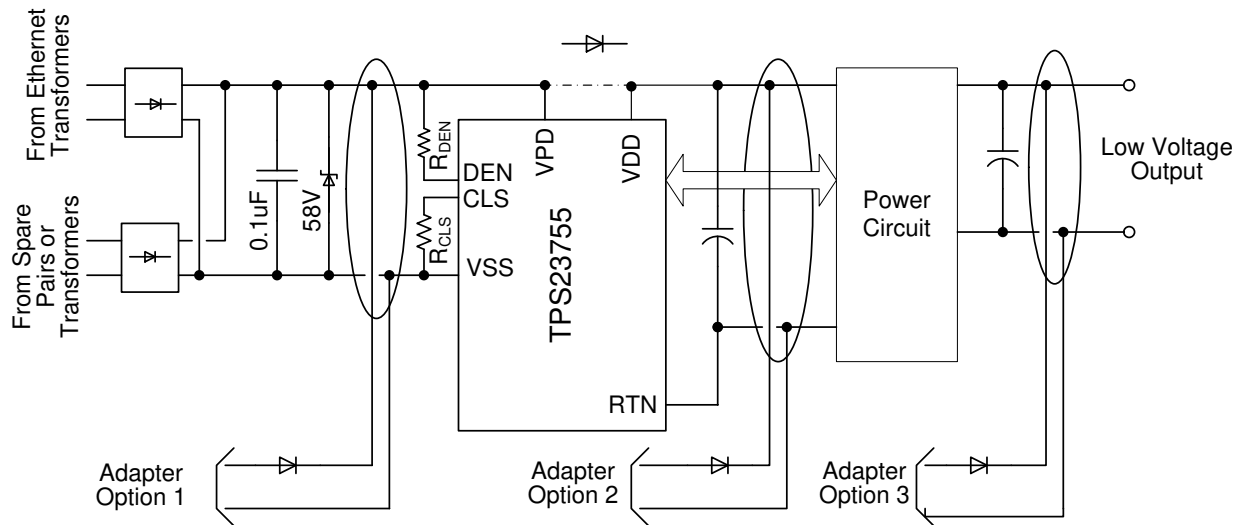 From Ethernet
Transformers
From Spare
Pairs or
Transformers
0.1uF
58V
RDEN
RCLS
DEN
CLS
VSS
VPD
VDD
TPS23755
RTN
Power
Circuit
Low Voltage
Output
Adapter
Option 1
Adapter
Option 2
Adapter
Option 3